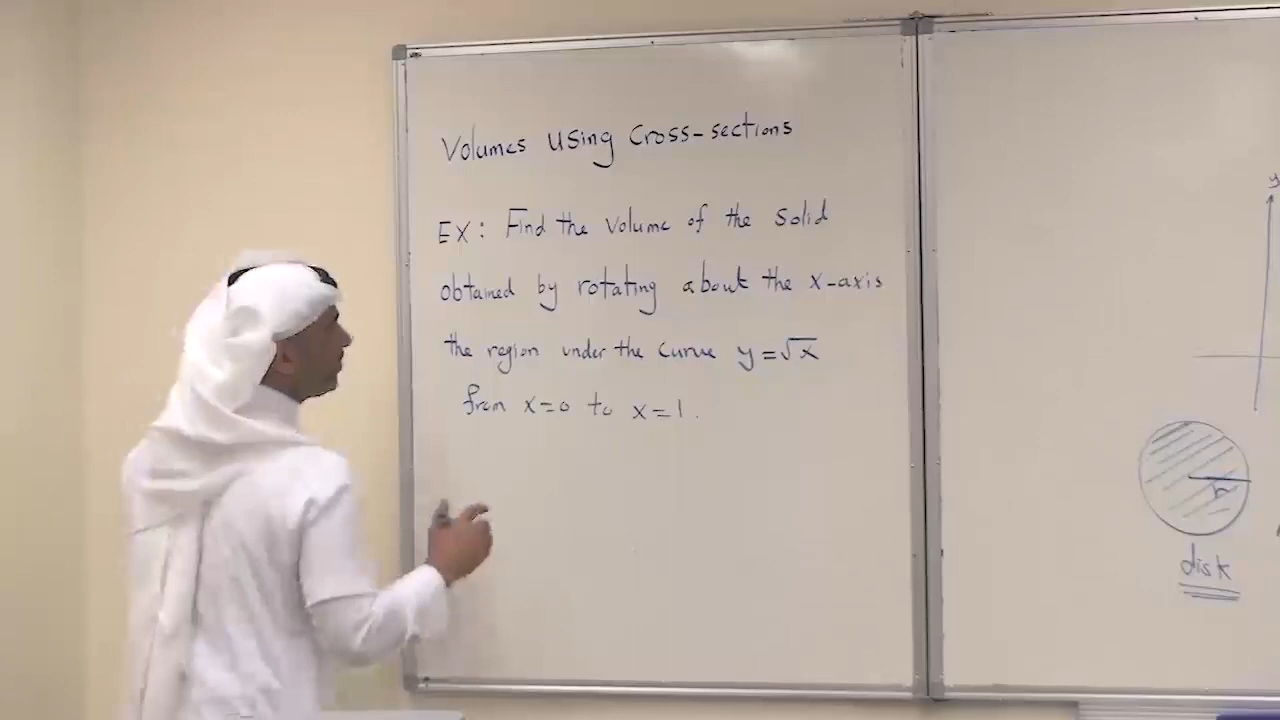 Volumes Using Cross-sections
EX: Find the Volume of the Solid
obtained by rotating about the x-axis
the region under the curve y=√x
from x=0 to x=1.
y
r
disk